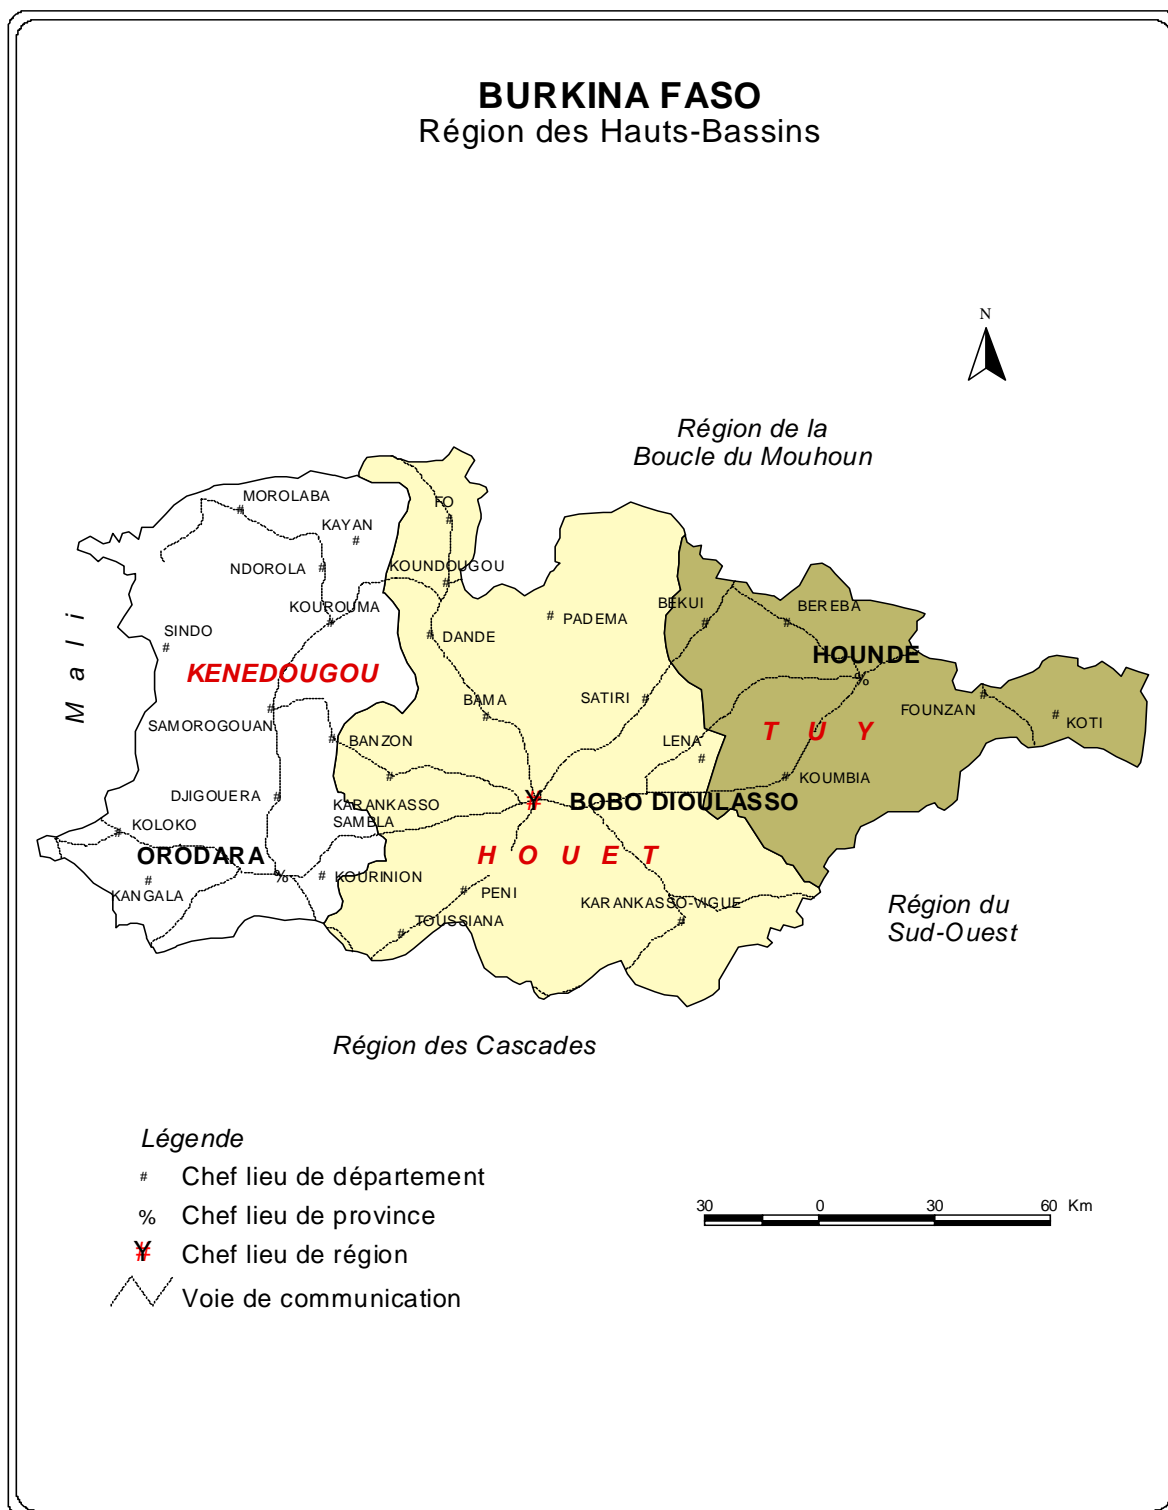 BURKINA FASO
Région des Hauts-Bassins
N
Région de la
Boucle du Mouhoun
MOROLABA
FO
KAYAN
NDOROLA
KOUNDOUGOU
KOUROUMA
BEKUI
BEREBA
PADEMA
SINDO
DANDE
HOUNDE
%
Mali
KENEDOUGOU
BAMA
SATIRI
FOUNZAN
KOTI
SAMOROGOUAN
TUY
BANZON
LENA
KOUMBIA
DJIGOUERA
KARANKASSO
SAMBLA
BOBO DIOULASSO
KOLOKO
ORODARA
%
HOUET
KANGALA
KOURINION
PENI
KARANKASSO-VIGUE
TOUSSIANA
Région du
Sud-Ouest
Région des Cascades
Légende
# Chef lieu de département
% Chef lieu de province
¥ Chef lieu de région
Voie de communication
30 0 30 60 Km